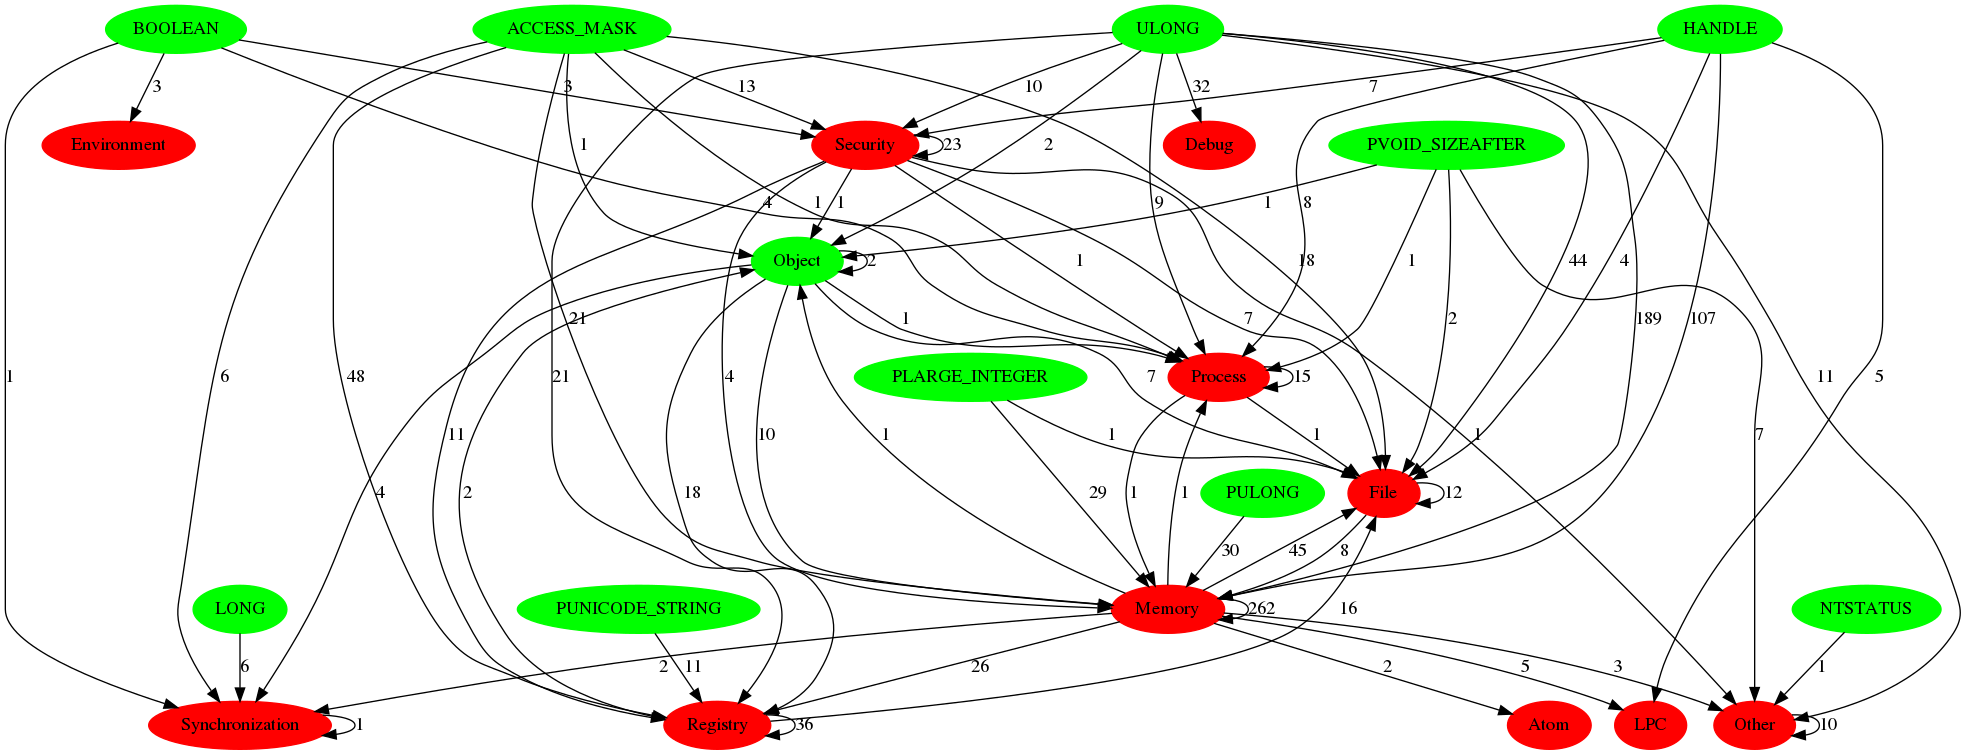 BOOLEAN ACCESS_MASK ULONG HANDLE
3 3 13 10 32 7
Environment Security Debug PVOID_SIZEAFTER
1 23 2
4 1 1 9 8 1
Object 2 1 18 1 44 4
21 1 7 2 189 107
1 6 48 21 PLARGE_INTEGER 4 7 Process 15 11 5
11 10 1 1 1 1 7
4 2 18 29 1 1 PULONG File 12
30 45 8
LONG PUNICODE_STRING Memory 262 16 NTSTATUS
6 2 11 26 2 5 3 1
Synchronization 1 Registry 36 Atom LPC Other 10